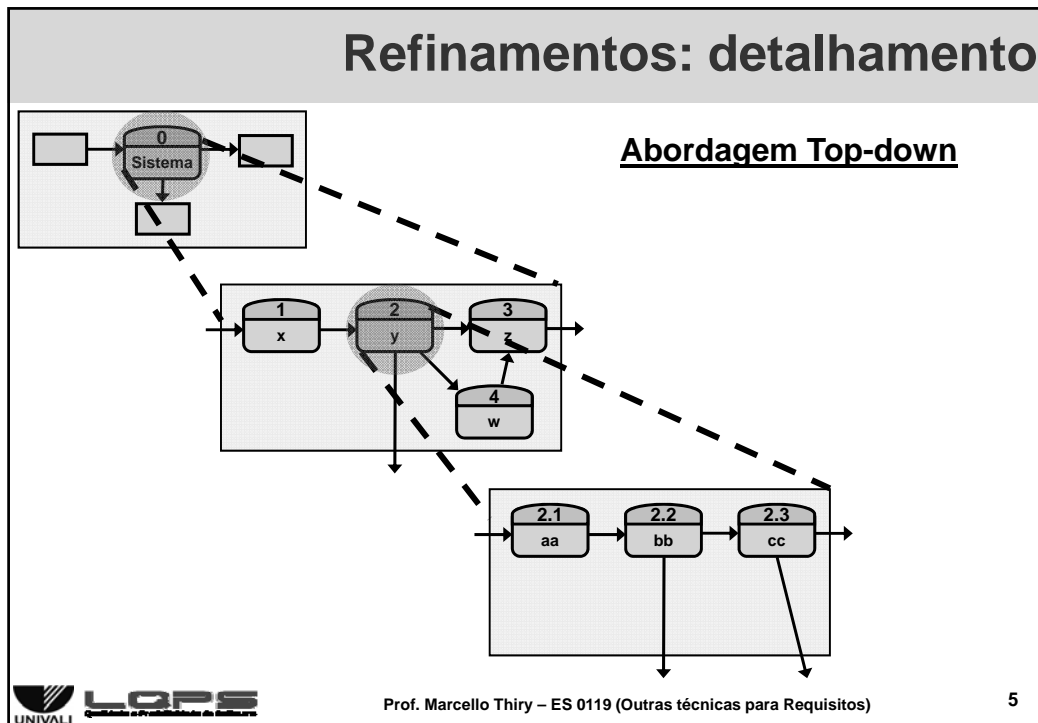 Refinamentos: detalhamento
Abordagem Top-down
0
Sistema
1
x
2
y
3
z
4
w
2.1
aa
2.2
bb
2.3
cc
UNIVALI
LQPS
Prof. Marcello Thiry – ES 0119 (Outras técnicas para Requisitos)
5